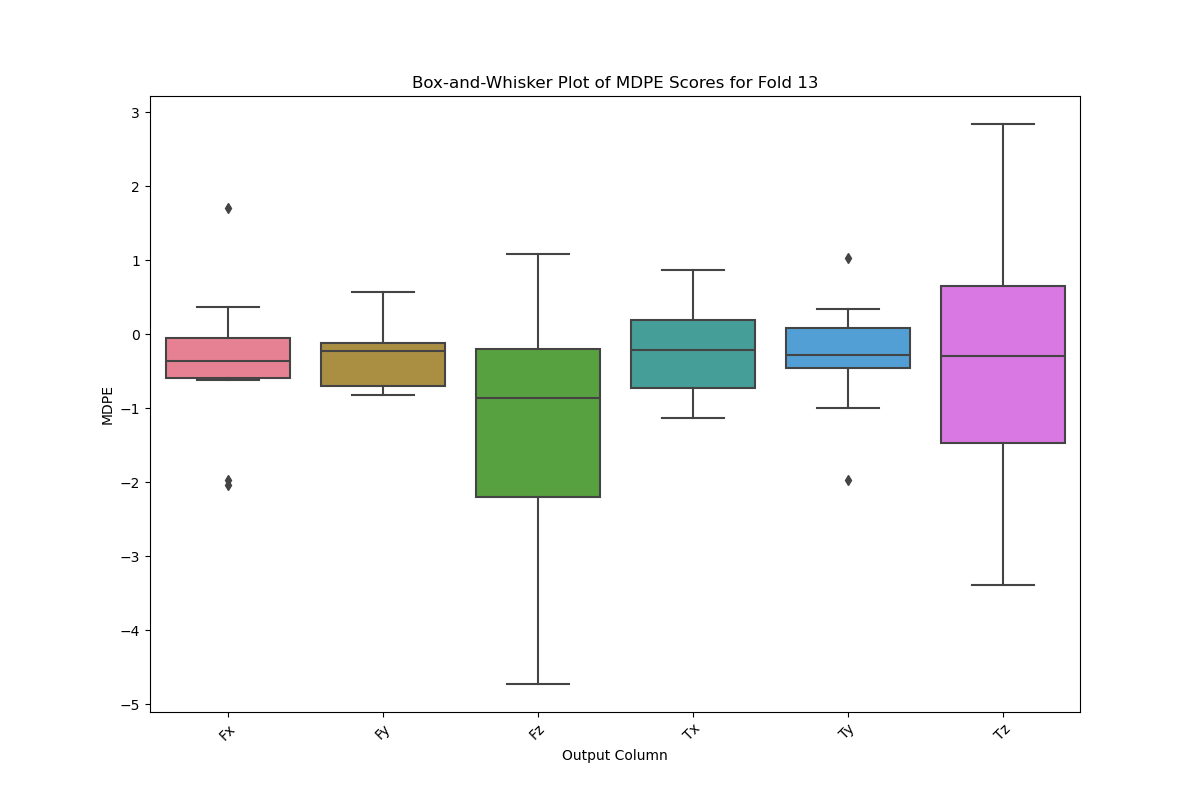 Box-and-Whisker Plot of MDPE Scores for Fold 13
3
2
1
0
−1
−2
−3
−4
−5
MDPE
Fx
Fy
Fz
Tx
Ty
Tz
Output Column